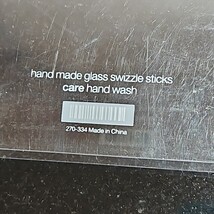 hand made glass swizzle sticks
care hand wash
270-334 Made in China